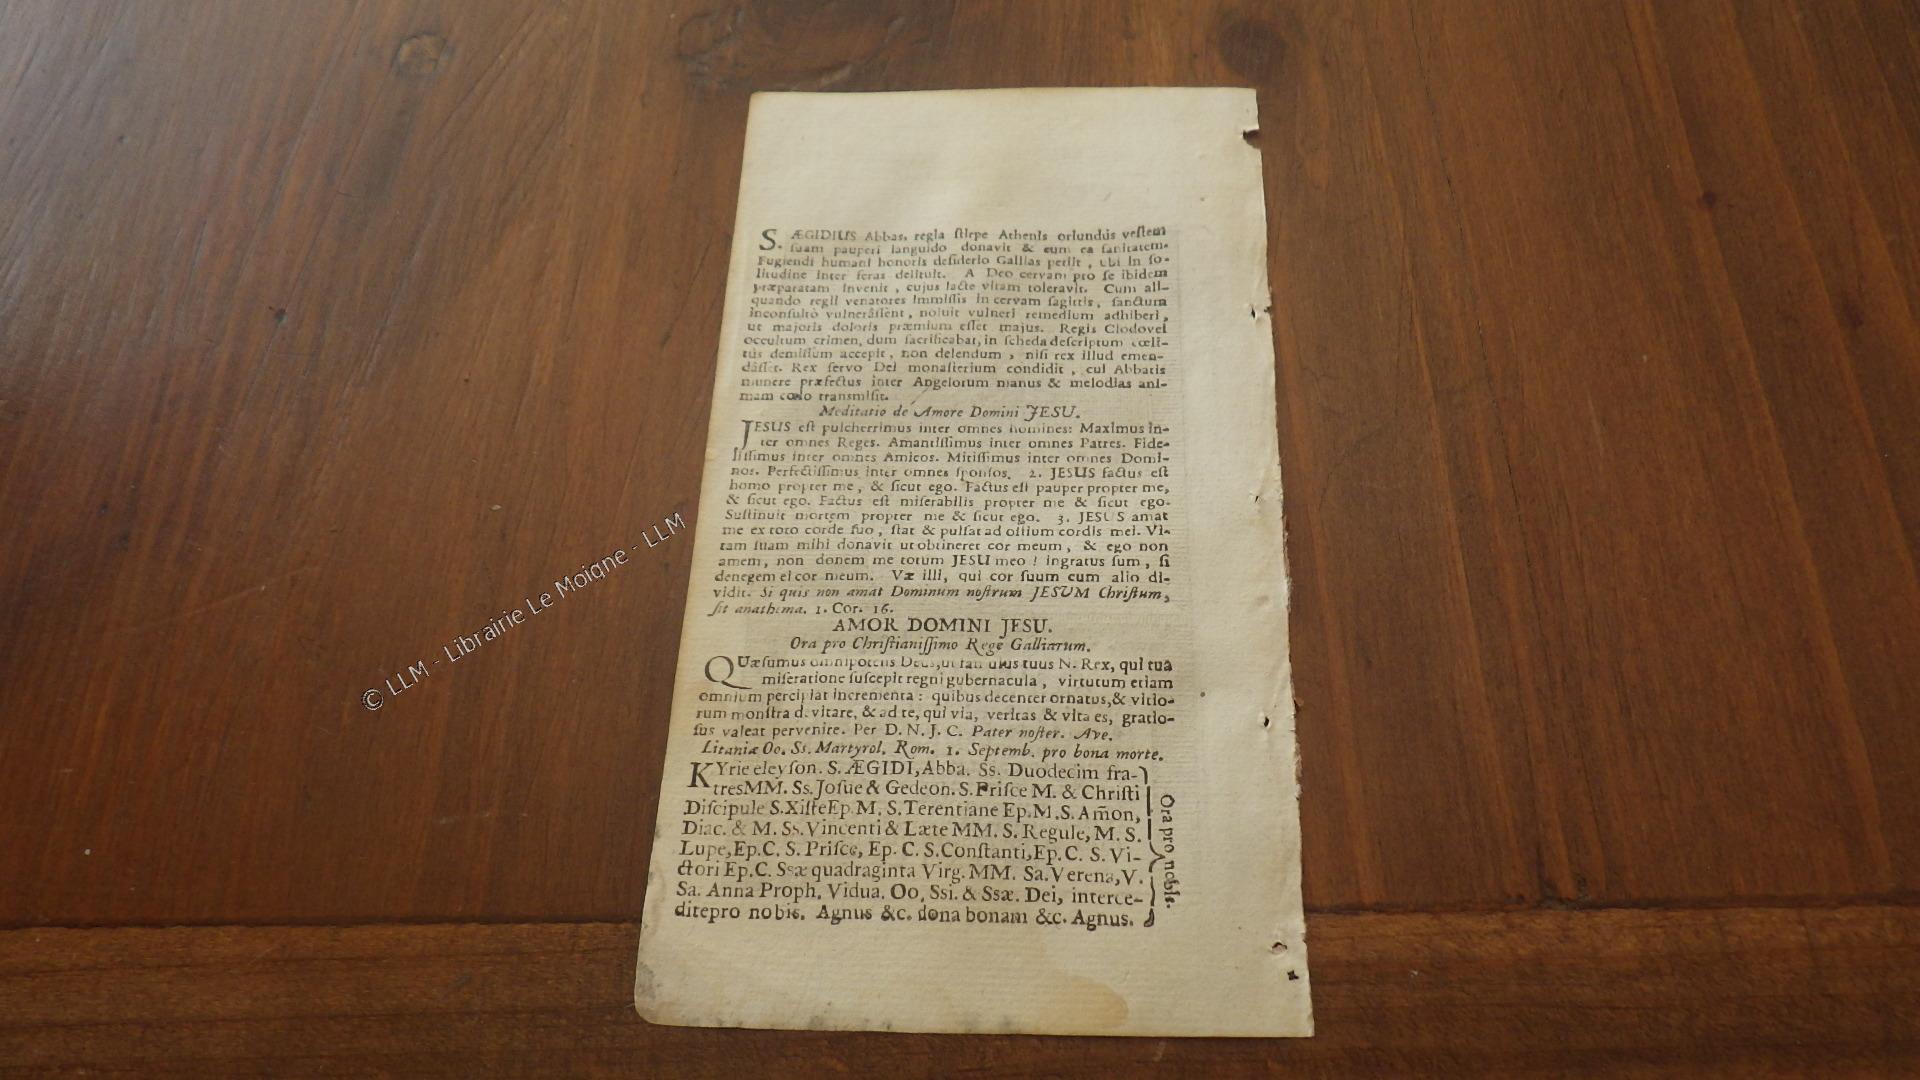 S. ÆGIDIUS Abbas, regia ſtirpe Athenis oriundus veſtem
ſuam pauperi languido donavit & eum ea ſanitatem.
Fugiendi humani honoris deſiderio Gallias petiit, ubi in ſo-
litudine inter feras delituit. A Deo cervam pro ſe ibidem
præparatam invenit, cujus lacte vitam toleravit. Cum ali-
quando regii venatores immiſſis in cervam ſagittis, ſanctum
inconſultò vulneráſſent, noluit vulneri remedium adhiberi,
ut majoris doloris præmium eſſet majus. Regis Clodovei
occultum crimen, dum ſacrificabat, in ſcheda deſcriptum cœli-
tùs demiſſum accepit, non delendum, niſi rex illud emen-
dáſſet. Rex ſervo Dei monaſterium condidit, cui Abbatis
munere præfectus inter Angelorum manus & melodias ani-
mam cœlo transmiſit.
Meditatio de Amore Domini JESU.
JESUS eſt pulcherrimus inter omnes homines: Maximus in-
ter omnes Reges. Amantiſſimus inter omnes Patres. Fide-
liſſimus inter omnes Amicos. Mitiſſimus inter omnes Domi-
nos. Perfectiſſimus inter omnes ſponſos. 2. JESUS factus eſt
homo propter me, & ſicut ego. Factus eſt pauper propter me,
& ſicut ego. Factus eſt miſerabilis propter me & ſicut ego.
Suſtinuit mortem propter me & ſicut ego. 3. JESUS amat
me ex toto corde ſuo, ſtat & pulſat ad oſtium cordis mei. Vi-
tam ſuam mihi donavit ut obtineret cor meum, & ego non
amem, non donem me totum JESU meo! ingratus ſum, ſi
denegem ei cor meum. Væ illi, qui cor ſuum cum alio di-
vidit. Si quis non amat Dominum noſtrum JESUM Chriſtum,
ſit anathema. 1. Cor. 16.
AMOR DOMINI JESU.
Ora pro Chriſtianiſſimo Rege Galliarum.
QUæſumus omnipotens Deus, ut famulus tuus N. Rex, qui tua
miſeratione ſuscepit regni gubernacula, virtutum etiam
omnium percipiat incrementa: quibus decenter ornatus, & vitio-
rum monſtra devitare, & ad te, qui via, veritas & vita es, gratio-
ſus valeat pervenire. Per D. N. J. C. Pater noſter. Ave.
Litaniæ Oo. Ss. Martyrol. Rom. 1. Septemb. pro bona morte.
KYrie eleyſon. S. ÆGIDI, Abba. Ss. Duodecim fra-
tres MM. Ss. Joſue & Gedeon. S. Priſce M. & Chriſti
Diſcipule S. Xiſte Ep. M. S. Terentiane Ep. M. S. Am̃on,
Diac. & M. Ss. Vincenti & Læte MM. S. Regule, M. S.
Lupe, Ep. C. S. Priſce, Ep. C. S. Conſtanti, Ep. C. S. Vi-
ctori Ep. C. Ssæ quadraginta Virg. MM. Sa. Verena, V.
Sa. Anna Proph. Vidua. Oo. Ssi. & Ssæ. Dei, interce-
dite pro nobis. Agnus &c. dona bonam &c. Agnus.
Ora pro nobis.
© LLM - Librairie Le Moigne - LLM